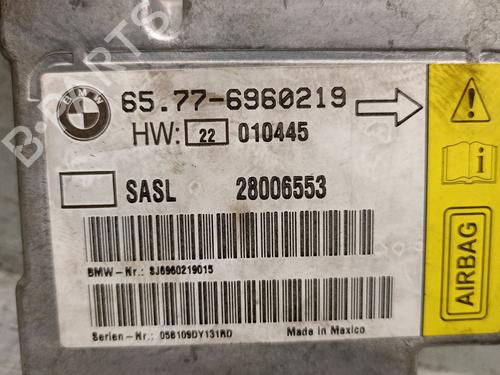 B-PARTS
BMW
65.77-6960219
HW: 22 010445
SASL 28006553
BMW-Nr.: SJ6960219015
Serien-Nr.: 058109DY131RD Made in Mexico
AIRBAG